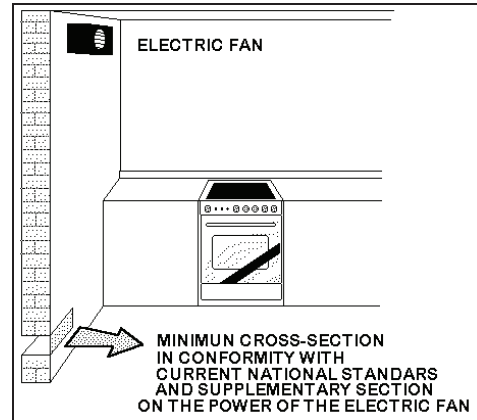 ELECTRIC FAN
MINIMUN CROSS-SECTION
IN CONFORMITY WITH
CURRENT NATIONAL STANDARS
AND SUPPLEMENTARY SECTION
ON THE POWER OF THE ELECTRIC FAN